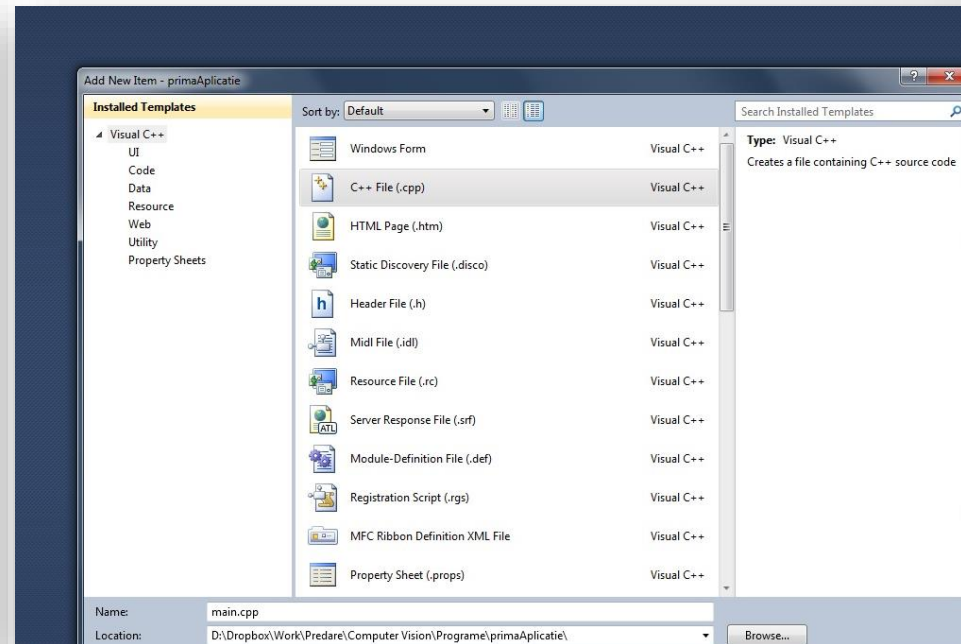 Add New Item - primaAplicatie
Installed Templates
Sort by: Default
Search Installed Templates
Visual C++
UI
Code
Data
Resource
Web
Utility
Property Sheets
Windows Form Visual C++
C++ File (.cpp) Visual C++
HTML Page (.htm) Visual C++
Static Discovery File (.disco) Visual C++
Header File (.h) Visual C++
Midl File (.idl) Visual C++
Resource File (.rc) Visual C++
ATL
Server Response File (.srf) Visual C++
Module-Definition File (.def) Visual C++
Registration Script (.rgs) Visual C++
MFC Ribbon Definition XML File Visual C++
Property Sheet (.props) Visual C++
Type: Visual C++
Creates a file containing C++ source code
Name: main.cpp
Location: D:\Dropbox\Work\Predare\Computer Vision\Programe\primaAplicatie\ Browse...